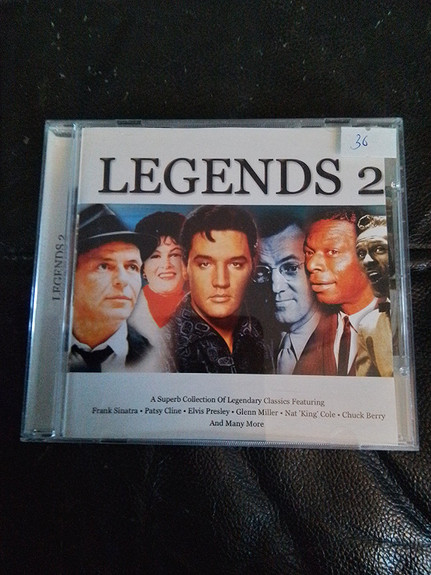 36
LEGENDS 2
LEGENDS 2
A Superb Collection Of Legendary Classics Featuring
Frank Sinatra • Patsy Cline • Elvis Presley • Glenn Miller • Nat 'King' Cole • Chuck Berry
And Many More